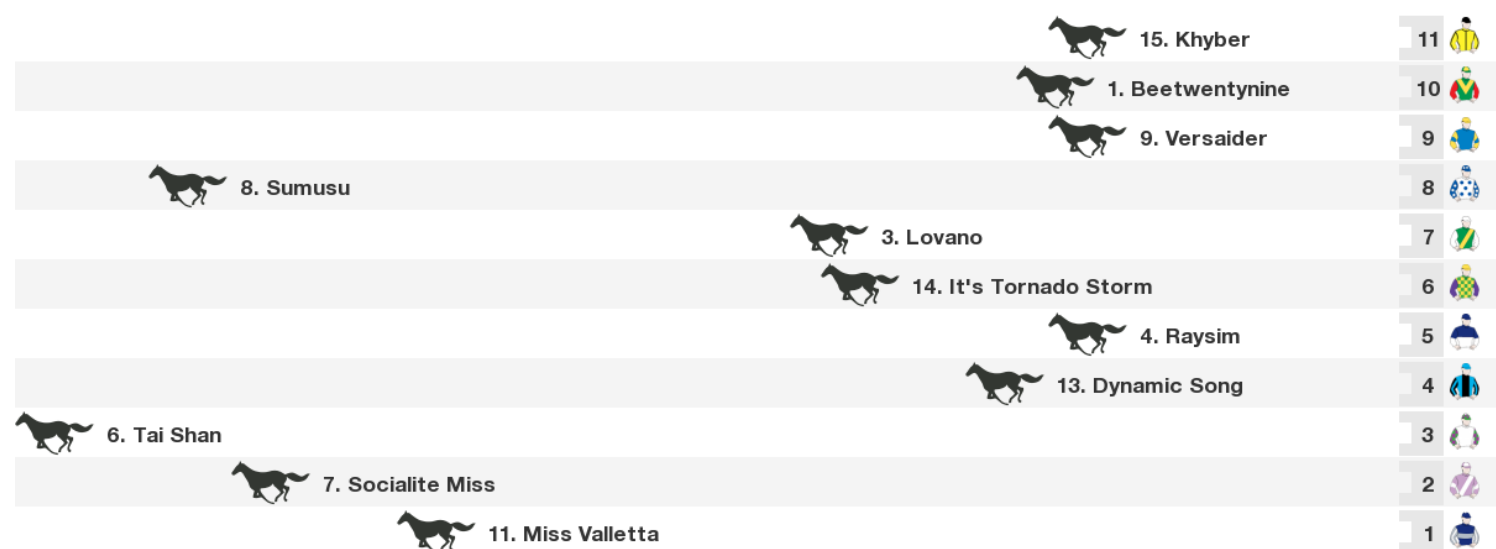 15. Khyber 11
1. Beetwentynine 10
9. Versaider 9
8. Sumusu 8
3. Lovano 7
14. It's Tornado Storm 6
4. Raysim 5
13. Dynamic Song 4
6. Tai Shan 3
7. Socialite Miss 2
11. Miss Valletta 1